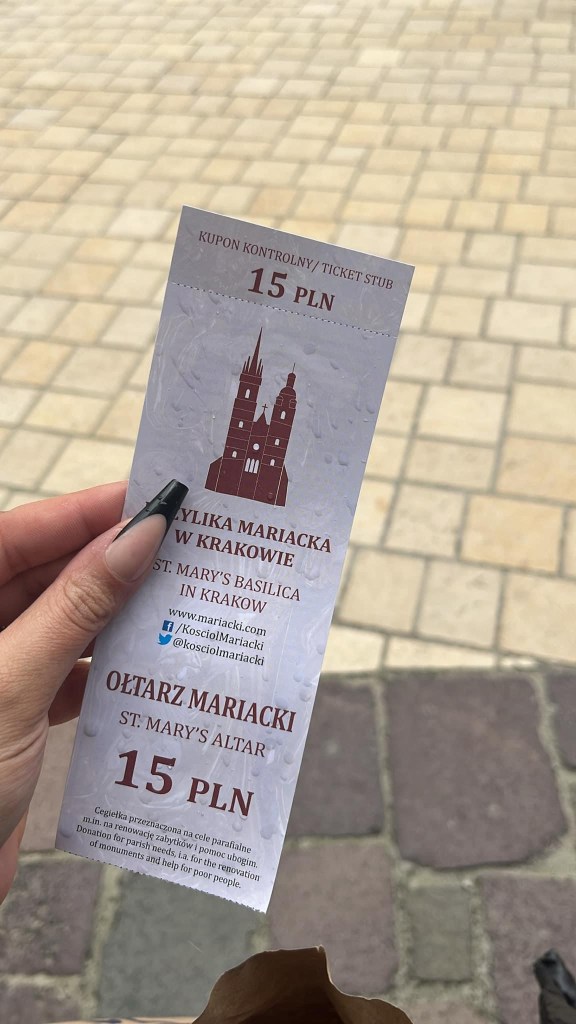 KUPON KONTROLNY/ TICKET STUB
15 PLN
MARIACKA
W KRAKOWIE
ST. MARY'S BASILICA
IN KRAKOW
www.mariacki.com
/KosciolMariacki
@kosciolmariacki
OŁTARZ MARIACKI
ST. MARY'S ALTAR
15 PLN
Cegiełka przeznaczona na cele parafialne
m.in. na renowację zabytków i pomoc ubogim.
Donation for parish needs, i.a. for the renovation
of monuments and help for poor people.